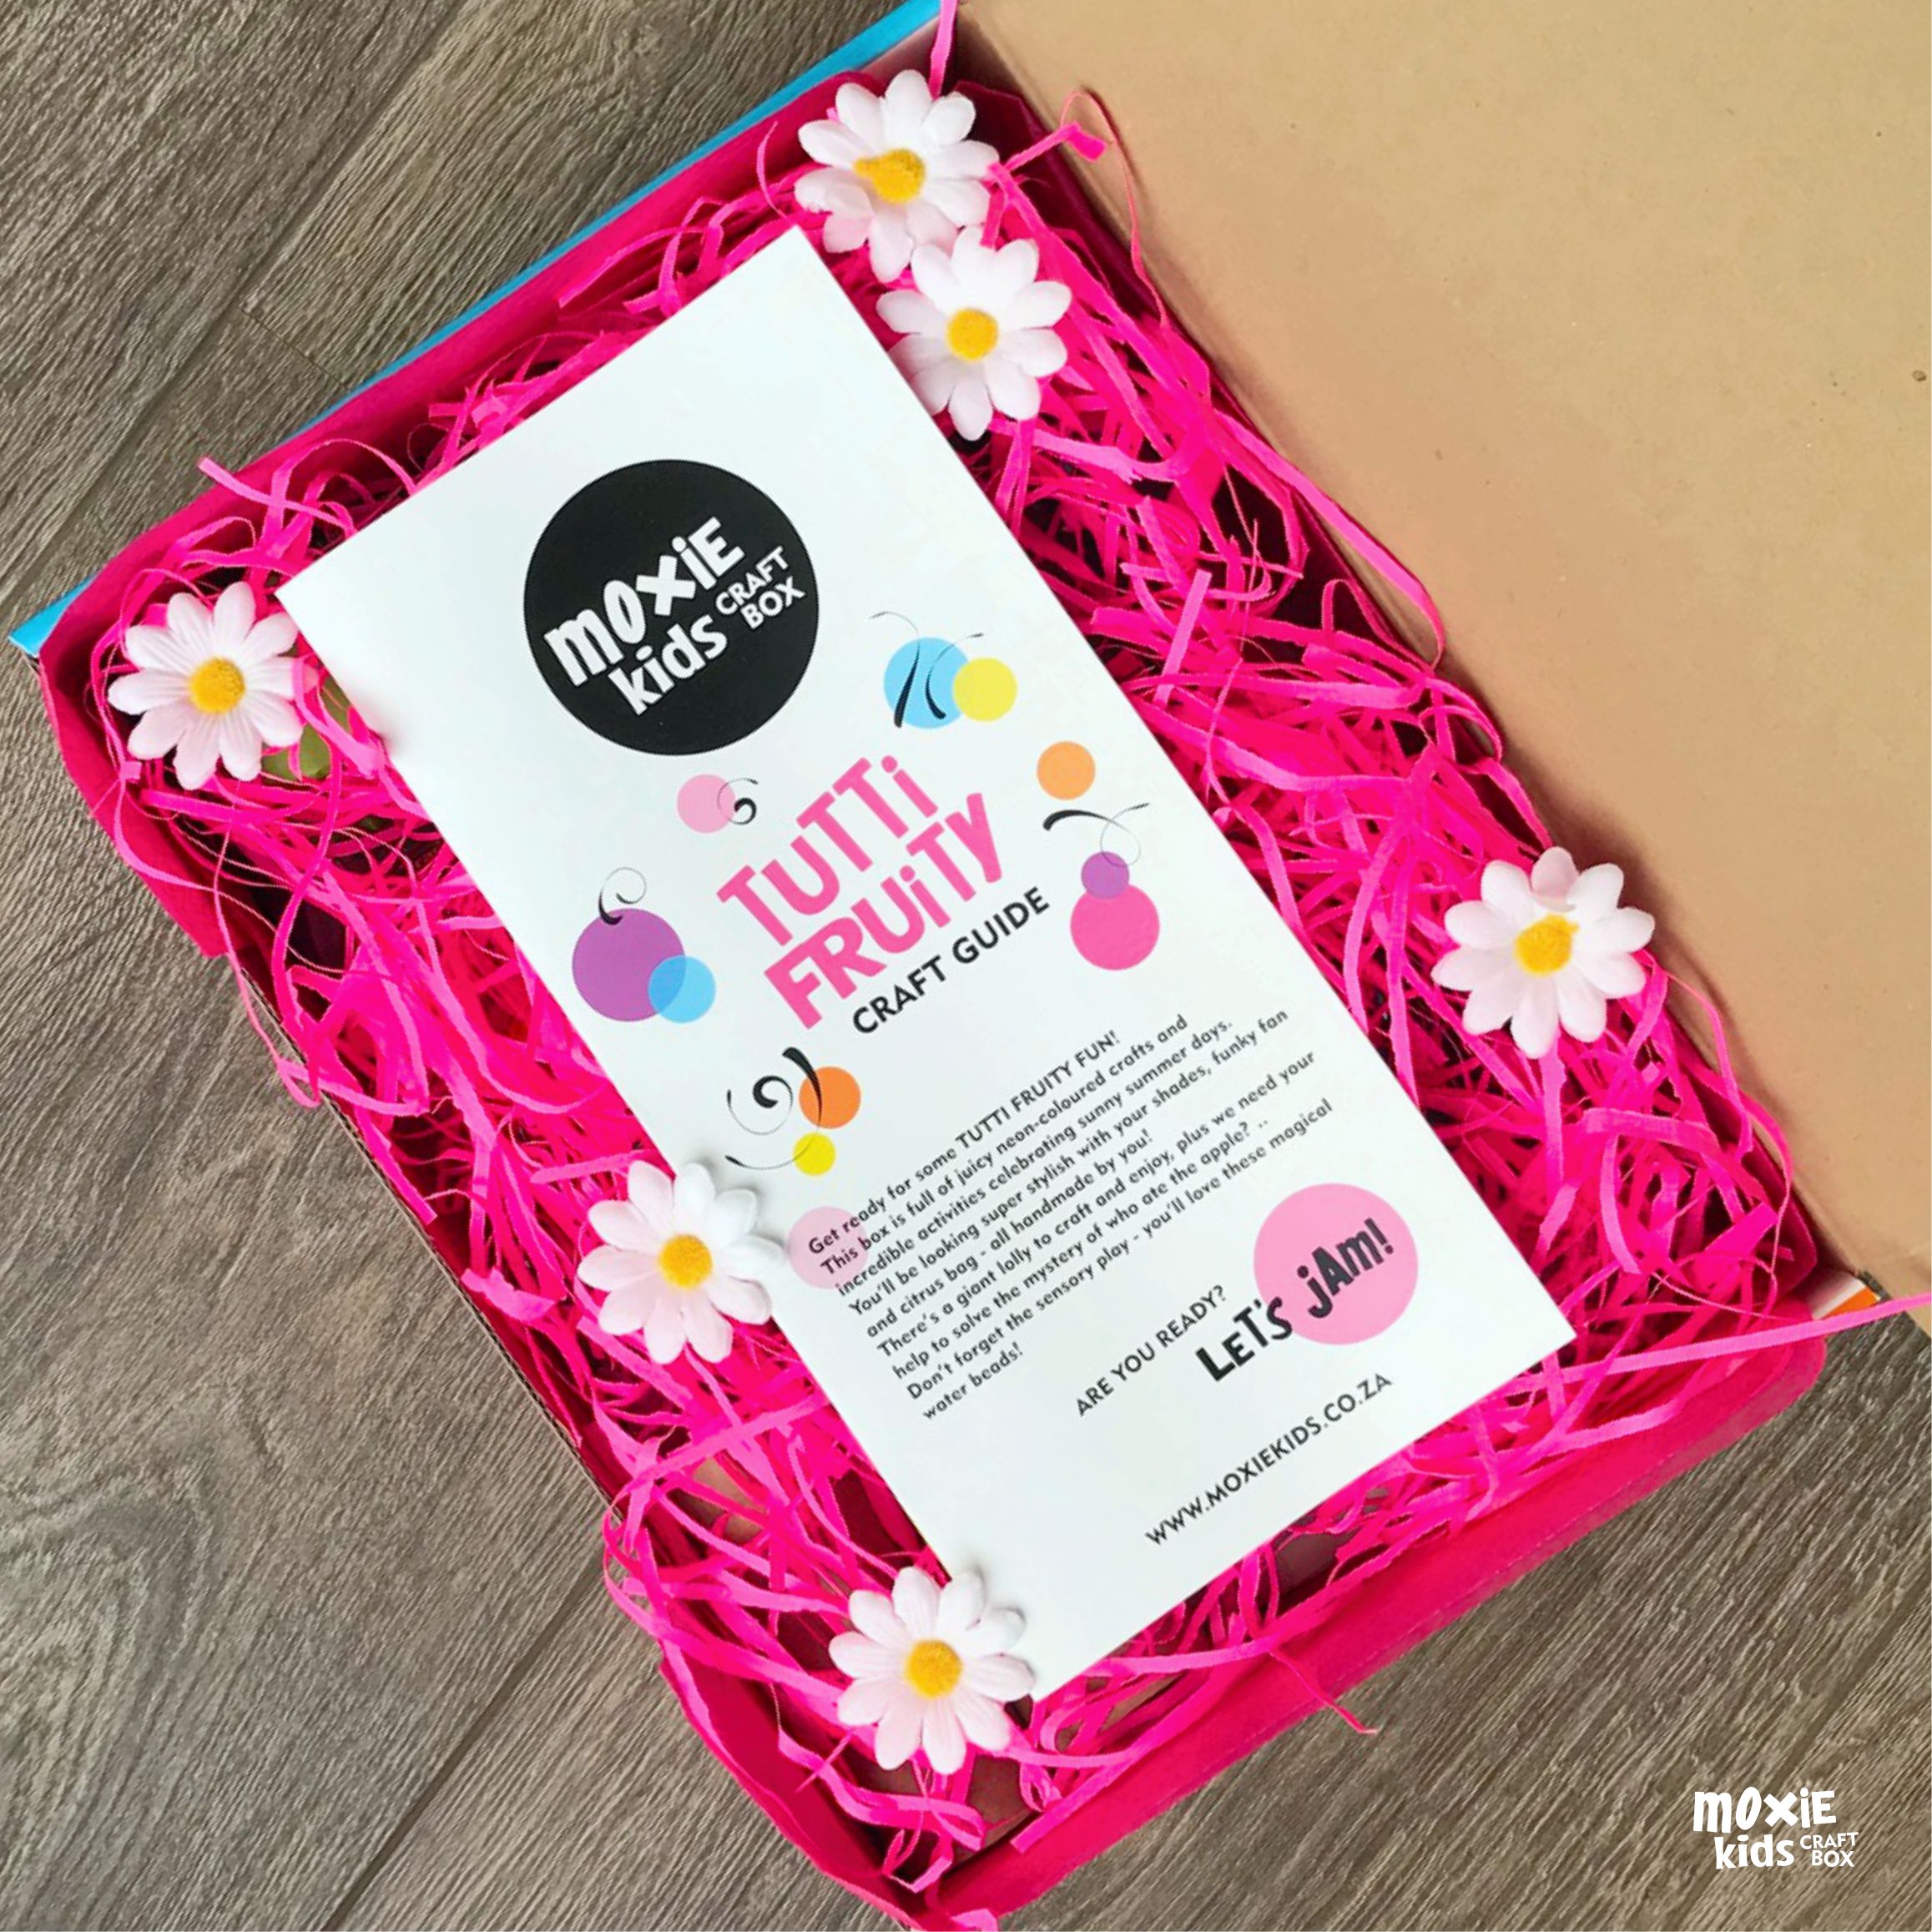 moxiE
kids CRAFT
BOX
TUTTi
FRUiTY
CRAFT GUIDE
Get ready for some TUTTI FRUITY FUN!
This box is full of juicy neon-coloured crafts and
incredible activities celebrating sunny summer days.
You'll be looking super stylish with your shades, funky fan
and citrus bag - all handmade by you!
There's a giant lolly to craft and enjoy, plus we need your
help to solve the mystery of who ate the apple? ..
Don't forget the sensory play - you'll love these magical
water beads!
ARE YOU READY?
LET'S jAm!
WWW.MOXIEKIDS.CO.ZA
moxiE
kids CRAFT
BOX